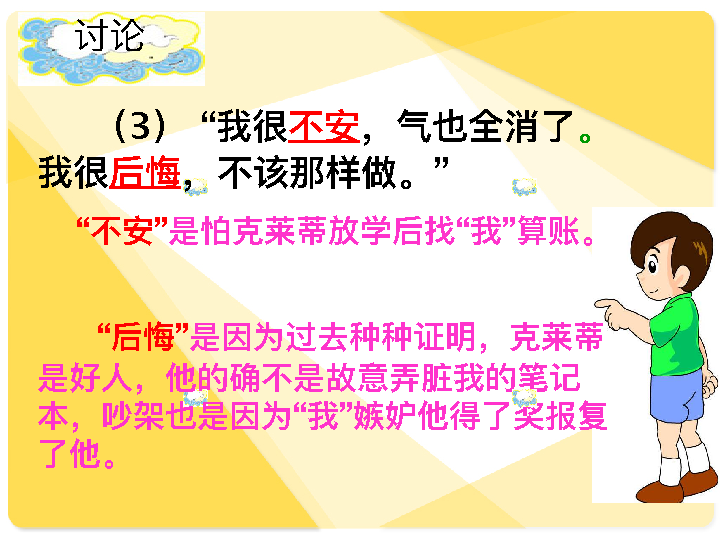 讨论
（3）“我很不安，气也全消了。
我很后悔，不该那样做。”
“不安”是怕克莱蒂放学后找“我”算账。
“后悔”是因为过去种种证明，克莱蒂
是好人，他的确不是故意弄脏我的笔记
本，吵架也是因为“我”嫉妒他得了奖报复
了他。